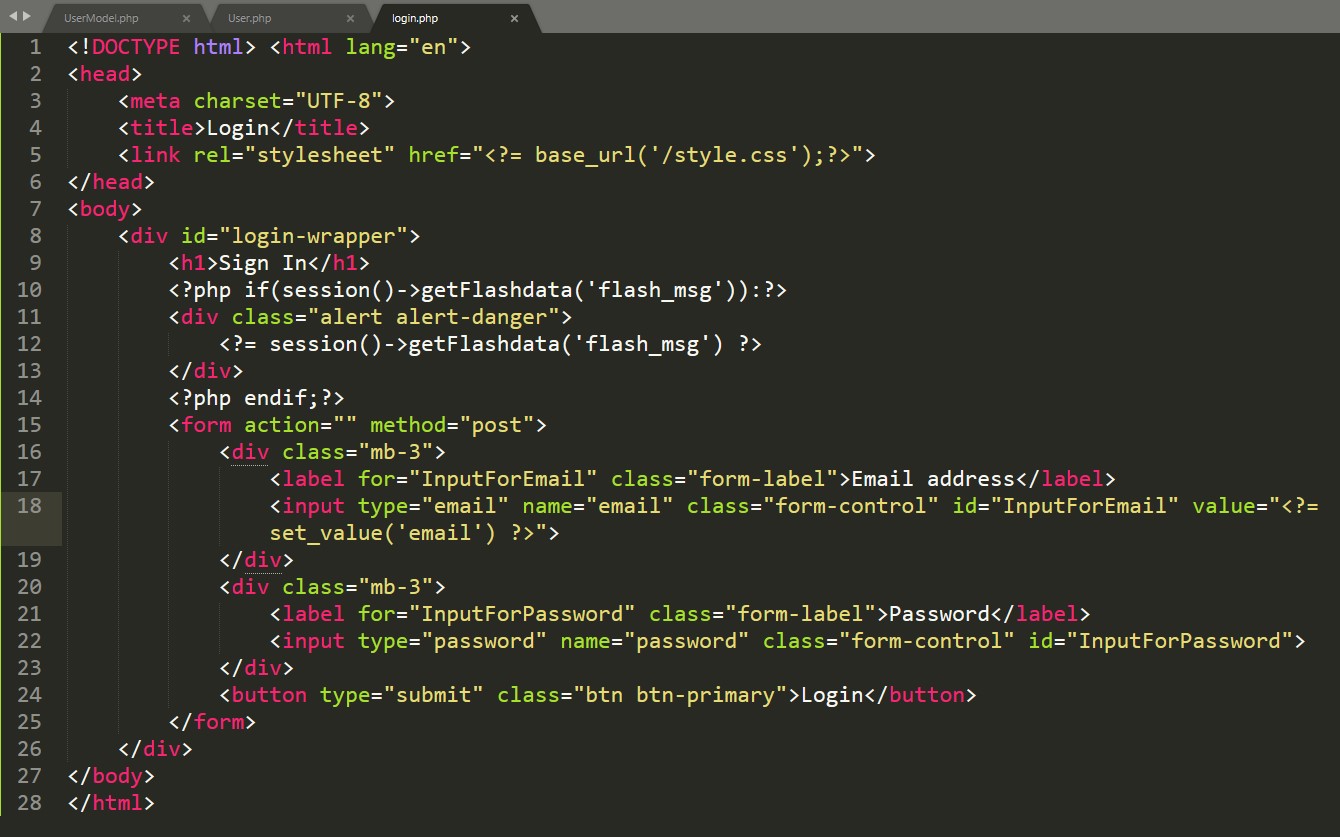 UserModel.php × User.php × login.php ×
1 <!DOCTYPE html> <html lang="en">
2 <head>
3     <meta charset="UTF-8">
4     <title>Login</title>
5     <link rel="stylesheet" href="<?= base_url('/style.css');?>">
6 </head>
7 <body>
8     <div id="login-wrapper">
9         <h1>Sign In</h1>
10         <?php if(session()->getFlashdata('flash_msg')):?>
11         <div class="alert alert-danger">
12             <?= session()->getFlashdata('flash_msg') ?>
13         </div>
14         <?php endif;?>
15         <form action="" method="post">
16             <div class="mb-3">
17                 <label for="InputForEmail" class="form-label">Email address</label>
18                 <input type="email" name="email" class="form-control" id="InputForEmail" value="<?=
                set_value('email') ?>">
19             </div>
20             <div class="mb-3">
21                 <label for="InputForPassword" class="form-label">Password</label>
22                 <input type="password" name="password" class="form-control" id="InputForPassword">
23             </div>
24             <button type="submit" class="btn btn-primary">Login</button>
25         </form>
26     </div>
27 </body>
28 </html>